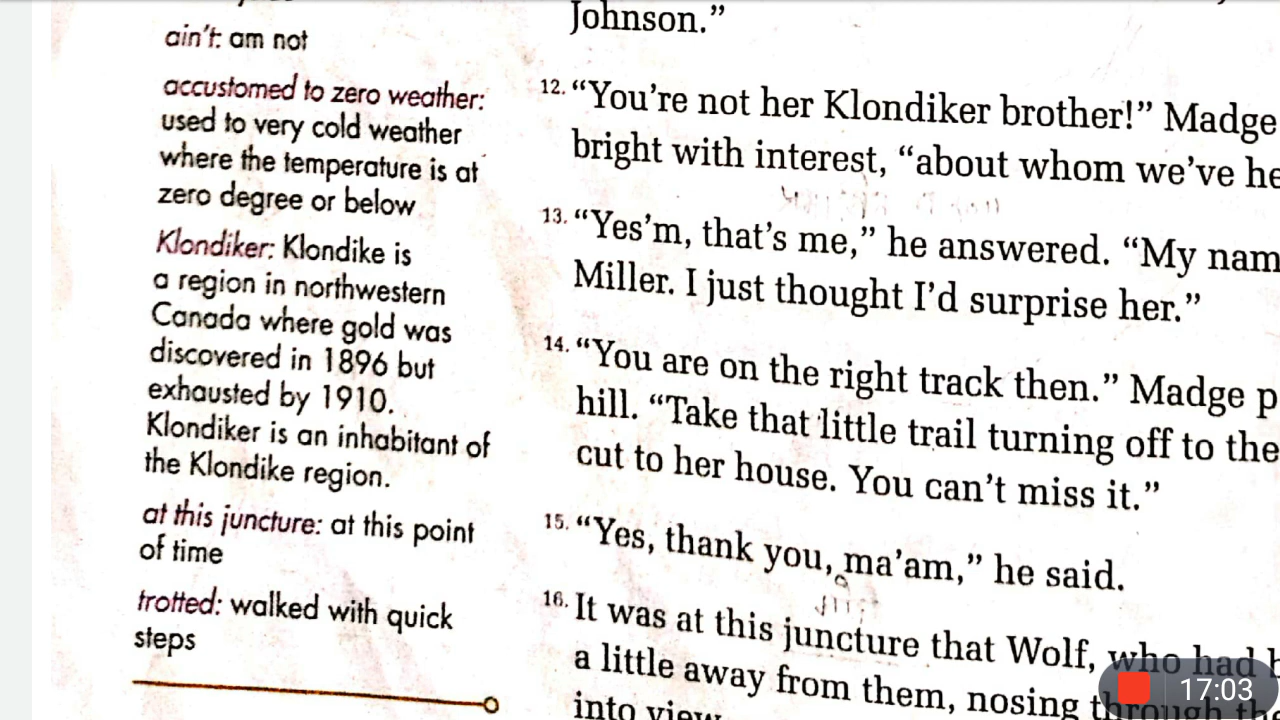 ain't: am not
accustomed to zero weather:
used to very cold weather
where the temperature is at
zero degree or below
Klondiker: Klondike is
a region in northwestern
Canada where gold was
discovered in 1896 but
exhausted by 1910.
Klondiker is an inhabitant of
the Klondike region.
at this juncture: at this point
of time
trotted: walked with quick
steps
Johnson.”
12. “You’re not her Klondiker brother!” Madge
bright with interest, “about whom we’ve
13. “Yes’m, that’s me,” he answered. “My
Miller. I just thought I’d surprise her.”
14. “You are on the right track then.” Madge
hill. “Take that little trail turning off to the
cut to her house. You can’t miss it.”
15. “Yes, thank you, ma’am,” he said.
16. It was at this juncture that Wolf, who had
a little away from them, nosing through
into view
17:03